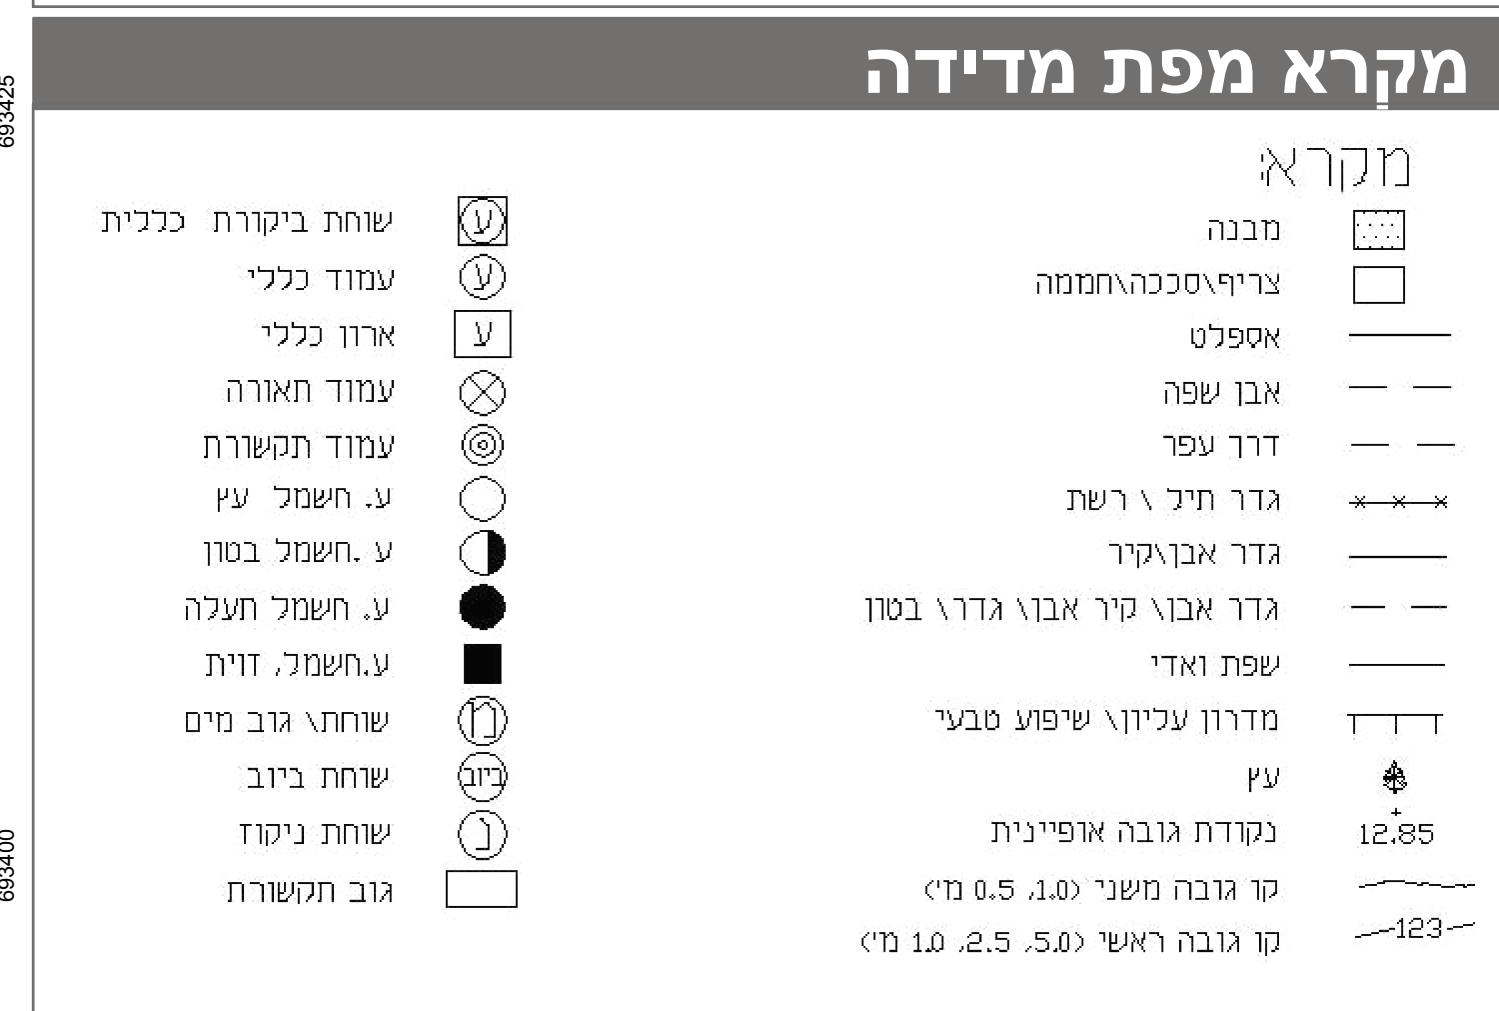 מקְרא מפת מדידה
מקרא:
מבנה
צריף\סככה\חממה
אספלט
אבן שפה
דרך עפר
גדר תיל \ רשת
גדר אבן\קיר
גדר אבן\ קיר אבן\ גדר\ בטון
שפת ואדי
מדרון עליון\ שיפוע טבעי
עץ
נקודת גובה אופיינית
12.85
קו גובה משני (1.0, 0.5 מ')
קו גובה ראשי (5.0, 2.5, 1.0 מ')
123
ע שוחת ביקורת כללית
ע עמוד כללי
ע ארון כללי
עמוד תאורה
עמוד תקשורת
ע. חשמל עץ
ע .חשמל בטון
ע. חשמל תעלה
ע.חשמל, זוית
מ שוחת\ גוב מים
ביוב שוחת ביוב
נ שוחת ניקוז
גוב תקשורת
693425
693400